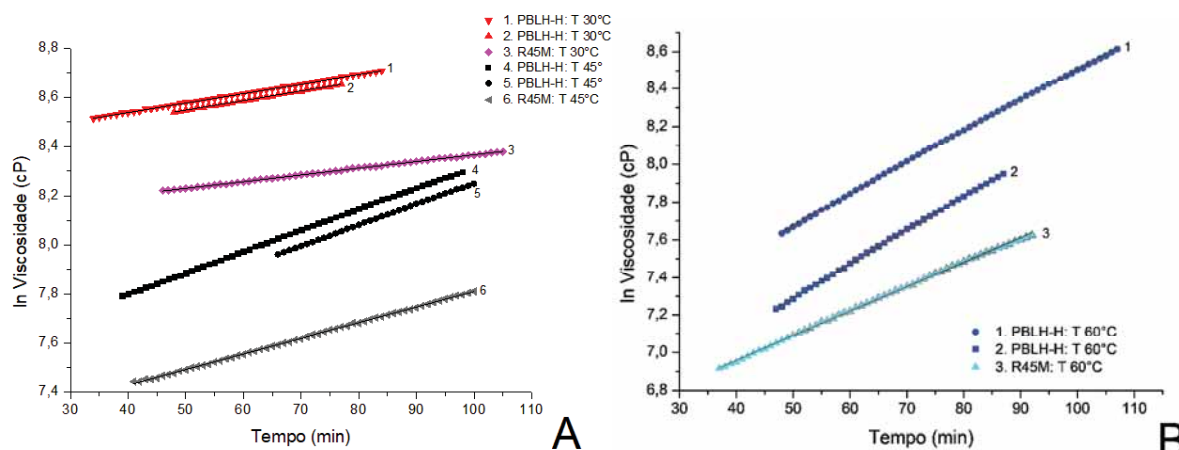 1. PBLH-H: T 30°C
2. PBLH-H: T 30°C
3. R45M: T 30°C
4. PBLH-H: T 45°
5. PBLH-H: T 45°
6. R45M: T 45°C
8,8
8,6
8,4
8,2
8,0
7,8
7,6
7,4
ln Viscosidade (cP)
1
2
3
4
5
6
30 40 50 60 70 80 90 100 110
Tempo (min)
A
8,6
8,4
8,2
8,0
7,8
7,6
7,4
7,2
7,0
6,8
ln Viscosidade (cP)
1
2
3
1. PBLH-H: T 60°C
2. PBLH-H: T 60°C
3. R45M: T 60°C
30 40 50 60 70 80 90 100 110
Tempo (min)
B